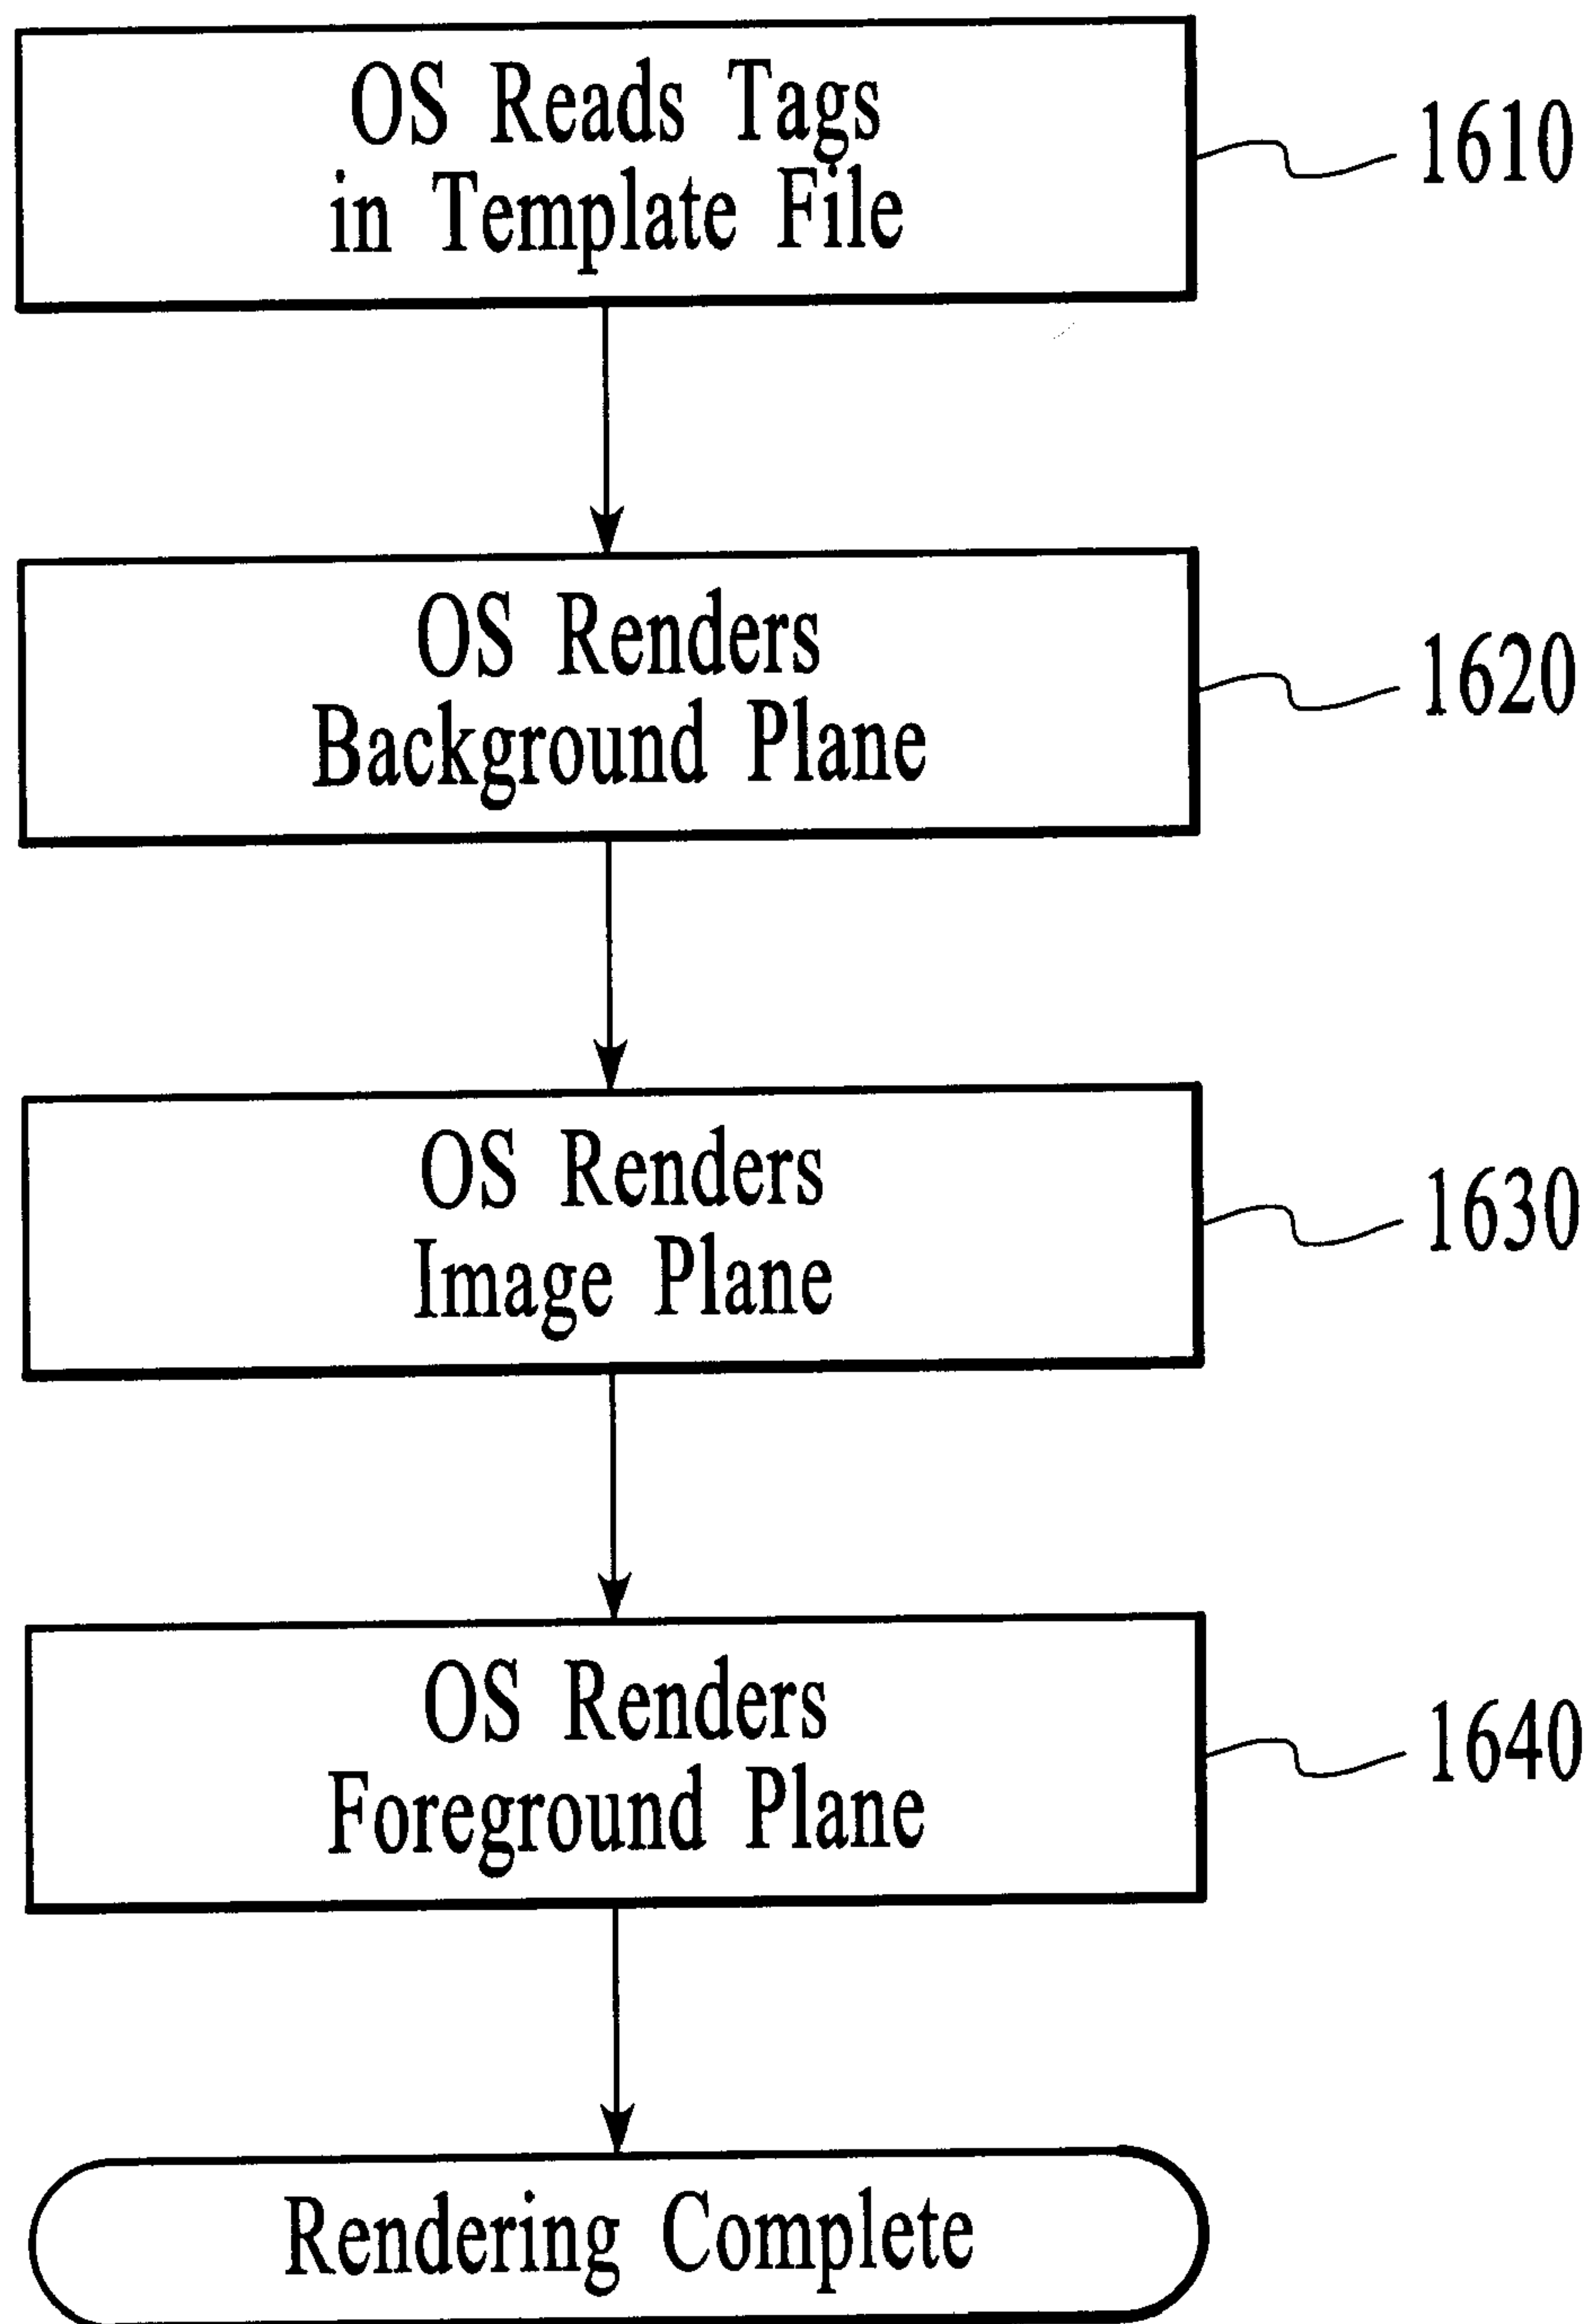 OS Reads Tags
in Template File
1610
OS Renders
Background Plane
1620
OS Renders
Image Plane
1630
OS Renders
Foreground Plane
1640
Rendering Complete